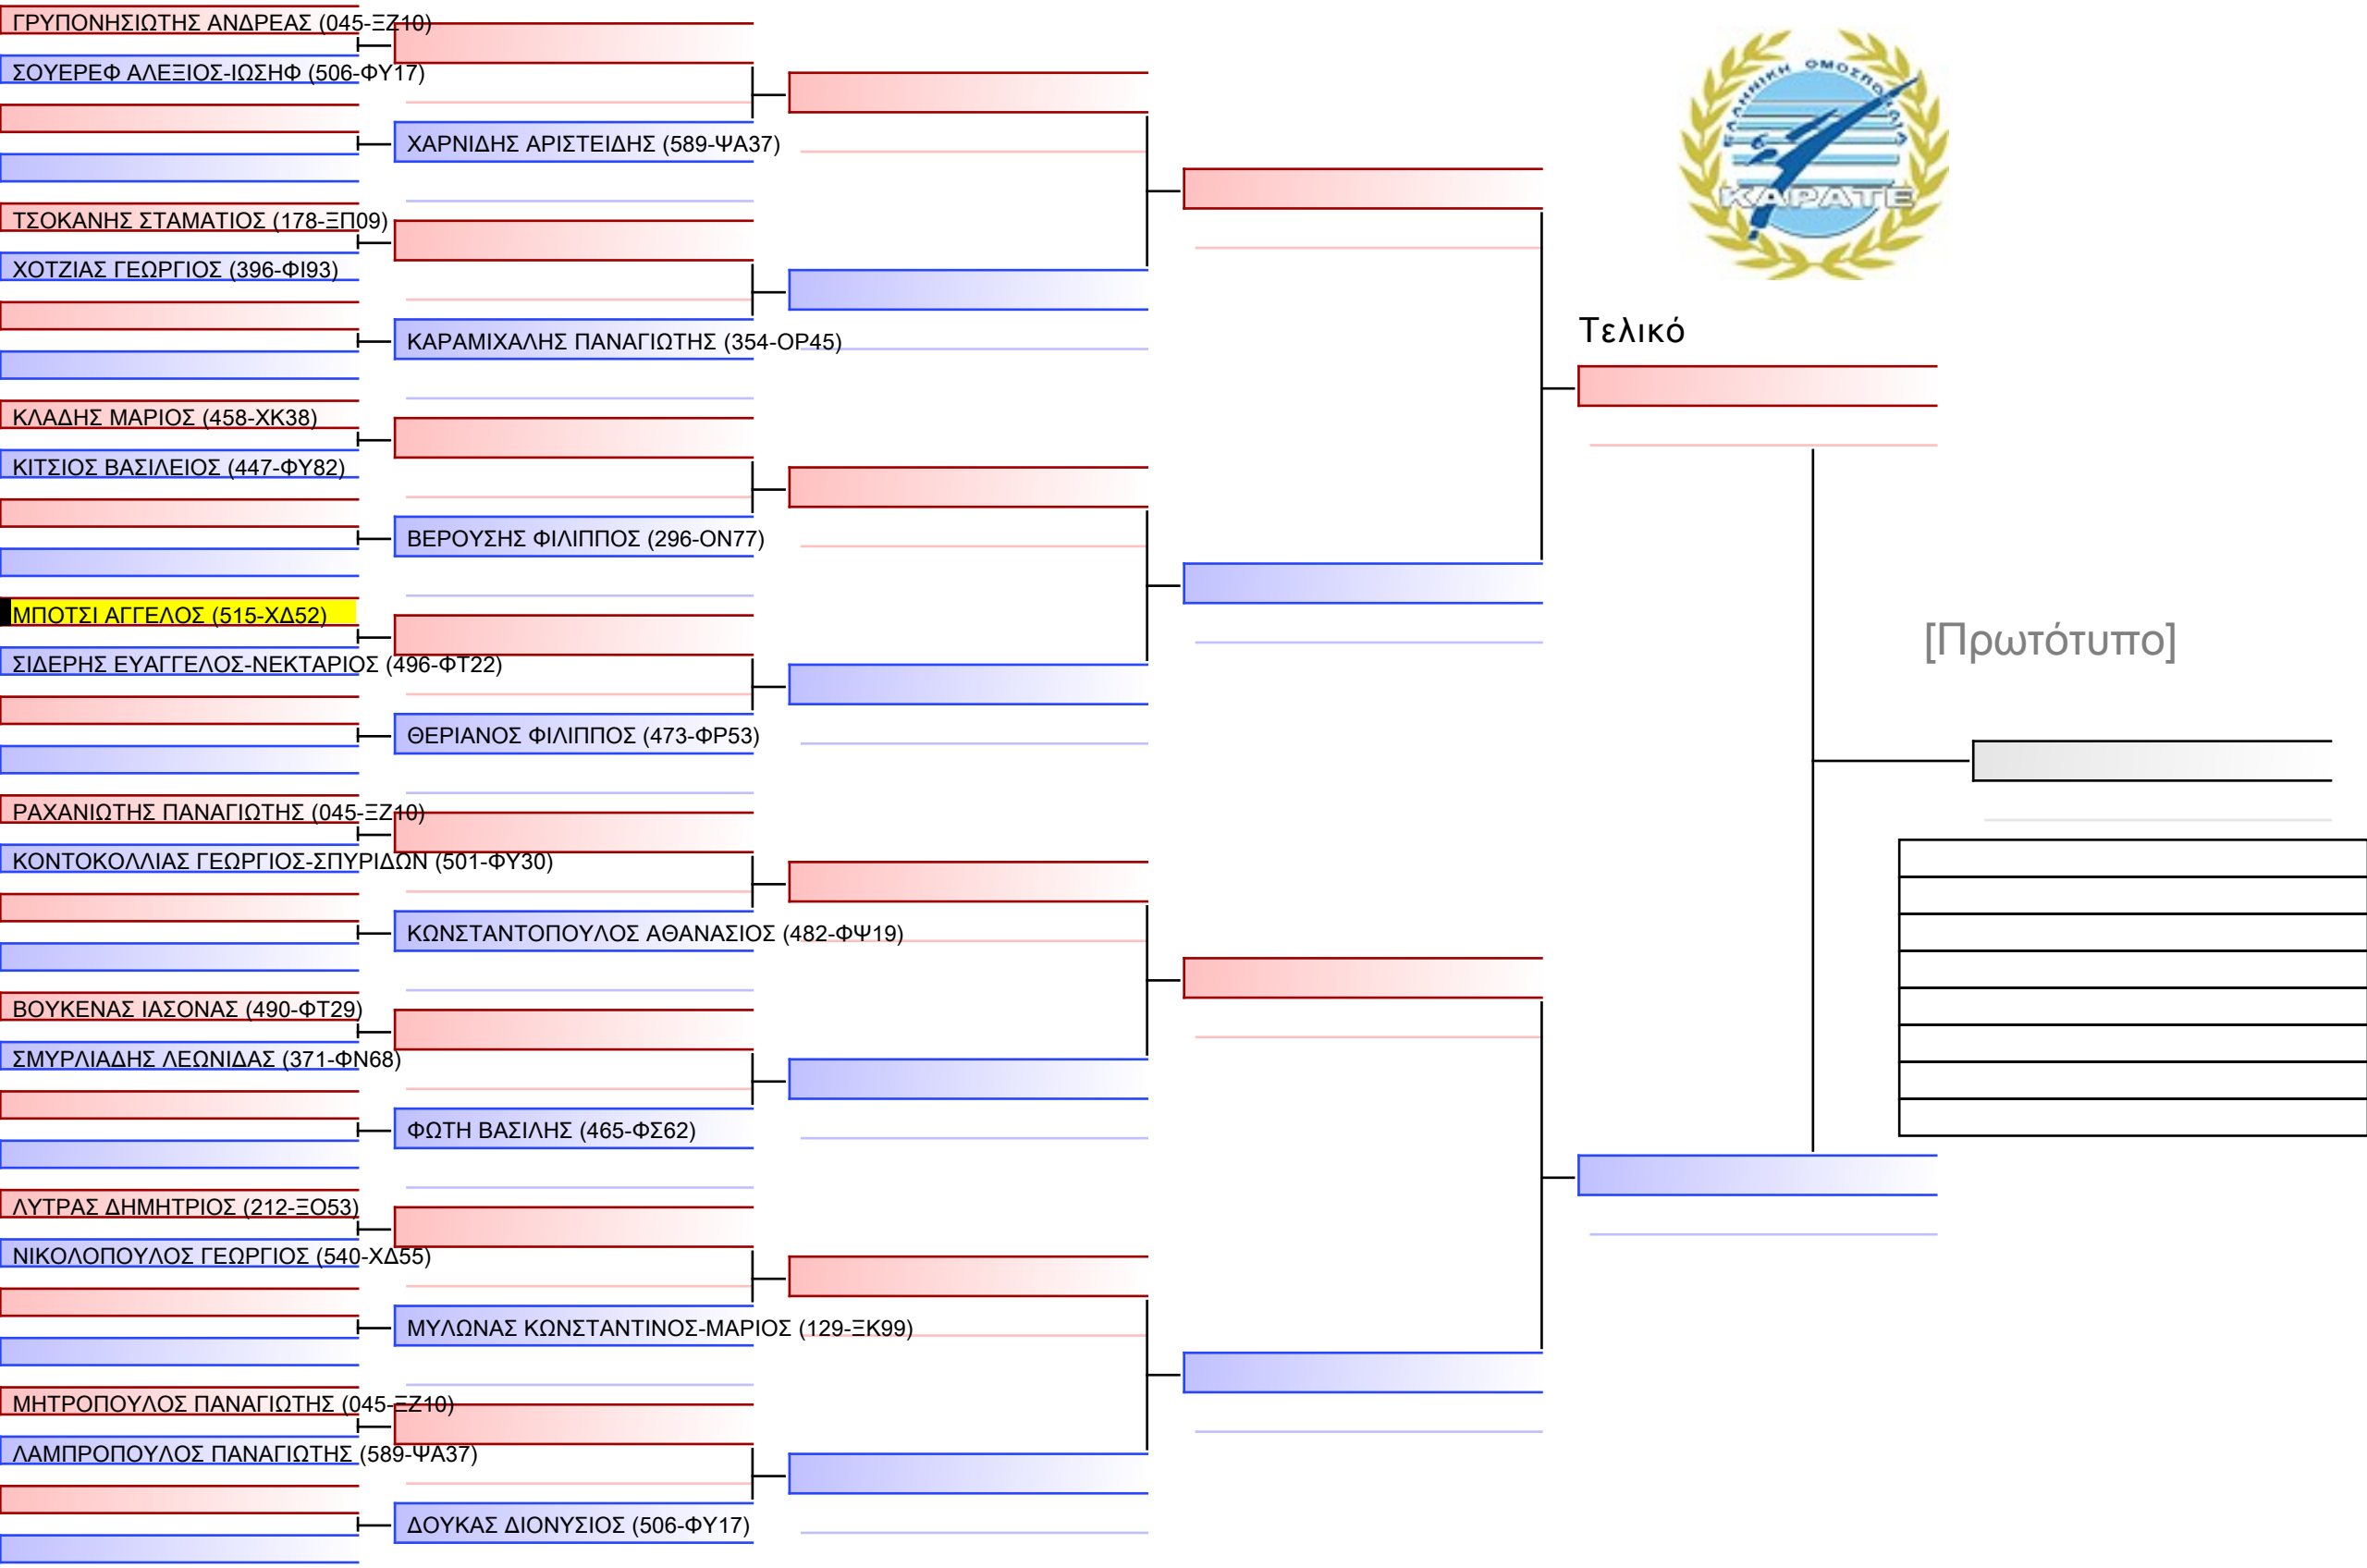 ΓΡΥΠΟΝΗΣΙΩΤΗΣ ΑΝΔΡΕΑΣ (045-ΞΖ10)
ΣΟΥΕΡΕΦ ΑΛΕΞΙΟΣ-ΙΩΣΗΦ (506-ΦΥ17)
ΧΑΡΝΙΔΗΣ ΑΡΙΣΤΕΙΔΗΣ (589-ΨΑ37)
ΤΣΟΚΑΝΗΣ ΣΤΑΜΑΤΙΟΣ (178-ΞΠ09)
ΧΟΤΖΙΑΣ ΓΕΩΡΓΙΟΣ (396-ΦΙ93)
ΚΑΡΑΜΙΧΑΛΗΣ ΠΑΝΑΓΙΩΤΗΣ (354-ΟΡ45)
ΚΛΑΔΗΣ ΜΑΡΙΟΣ (458-ΧΚ38)
ΚΙΤΣΙΟΣ ΒΑΣΙΛΕΙΟΣ (447-ΦΥ82)
ΒΕΡΟΥΣΗΣ ΦΙΛΙΠΠΟΣ (296-ΟΝ77)
ΜΠΟΤΣΙ ΑΓΓΕΛΟΣ (515-ΧΔ52)
ΣΙΔΕΡΗΣ ΕΥΑΓΓΕΛΟΣ-ΝΕΚΤΑΡΙΟΣ (496-ΦΤ22)
ΘΕΡΙΑΝΟΣ ΦΙΛΙΠΠΟΣ (473-ΦΡ53)
ΡΑΧΑΝΙΩΤΗΣ ΠΑΝΑΓΙΩΤΗΣ (045-ΞΖ10)
ΚΟΝΤΟΚΟΛΛΙΑΣ ΓΕΩΡΓΙΟΣ-ΣΠΥΡΙΔΩΝ (501-ΦΥ30)
ΚΩΝΣΤΑΝΤΟΠΟΥΛΟΣ ΑΘΑΝΑΣΙΟΣ (482-ΦΨ19)
ΒΟΥΚΕΝΑΣ ΙΑΣΟΝΑΣ (490-ΦΤ29)
ΣΜΥΡΛΙΑΔΗΣ ΛΕΩΝΙΔΑΣ (371-ΦΝ68)
ΦΩΤΗ ΒΑΣΙΛΗΣ (465-ΦΣ62)
ΛΥΤΡΑΣ ΔΗΜΗΤΡΙΟΣ (212-ΞΟ53)
ΝΙΚΟΛΟΠΟΥΛΟΣ ΓΕΩΡΓΙΟΣ (540-ΧΔ55)
ΜΥΛΩΝΑΣ ΚΩΝΣΤΑΝΤΙΝΟΣ-ΜΑΡΙΟΣ (129-ΞΚ99)
ΜΗΤΡΟΠΟΥΛΟΣ ΠΑΝΑΓΙΩΤΗΣ (045-ΞΖ10)
ΛΑΜΠΡΟΠΟΥΛΟΣ ΠΑΝΑΓΙΩΤΗΣ (589-ΨΑ37)
ΔΟΥΚΑΣ ΔΙΟΝΥΣΙΟΣ (506-ΦΥ17)
ΕΛΛΗΝΙΚΗ ΟΜΟΣΠΟΝΔΙΑ
ΚΑΡΑΤΕ
Τελικό
[Πρωτότυπο]